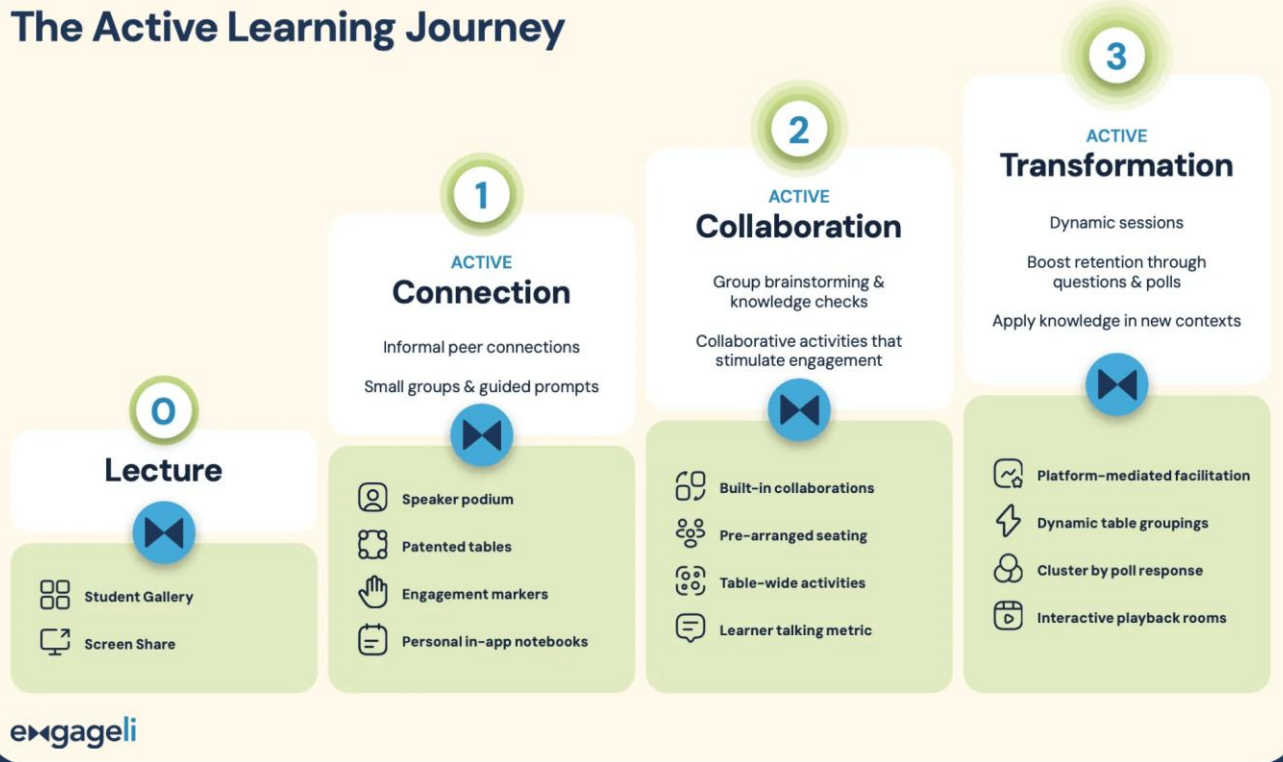 The Active Learning Journey
0
Lecture
Student Gallery
Screen Share
1
ACTIVE
Connection
Informal peer connections
Small groups & guided prompts
Speaker podium
Patented tables
Engagement markers
Personal in-app notebooks
2
ACTIVE
Collaboration
Group brainstorming &
knowledge checks
Collaborative activities that
stimulate engagement
Built-in collaborations
Pre-arranged seating
Table-wide activities
Learner talking metric
3
ACTIVE
Transformation
Dynamic sessions
Boost retention through
questions & polls
Apply knowledge in new contexts
Platform-mediated facilitation
Dynamic table groupings
Cluster by poll response
Interactive playback rooms
engageli